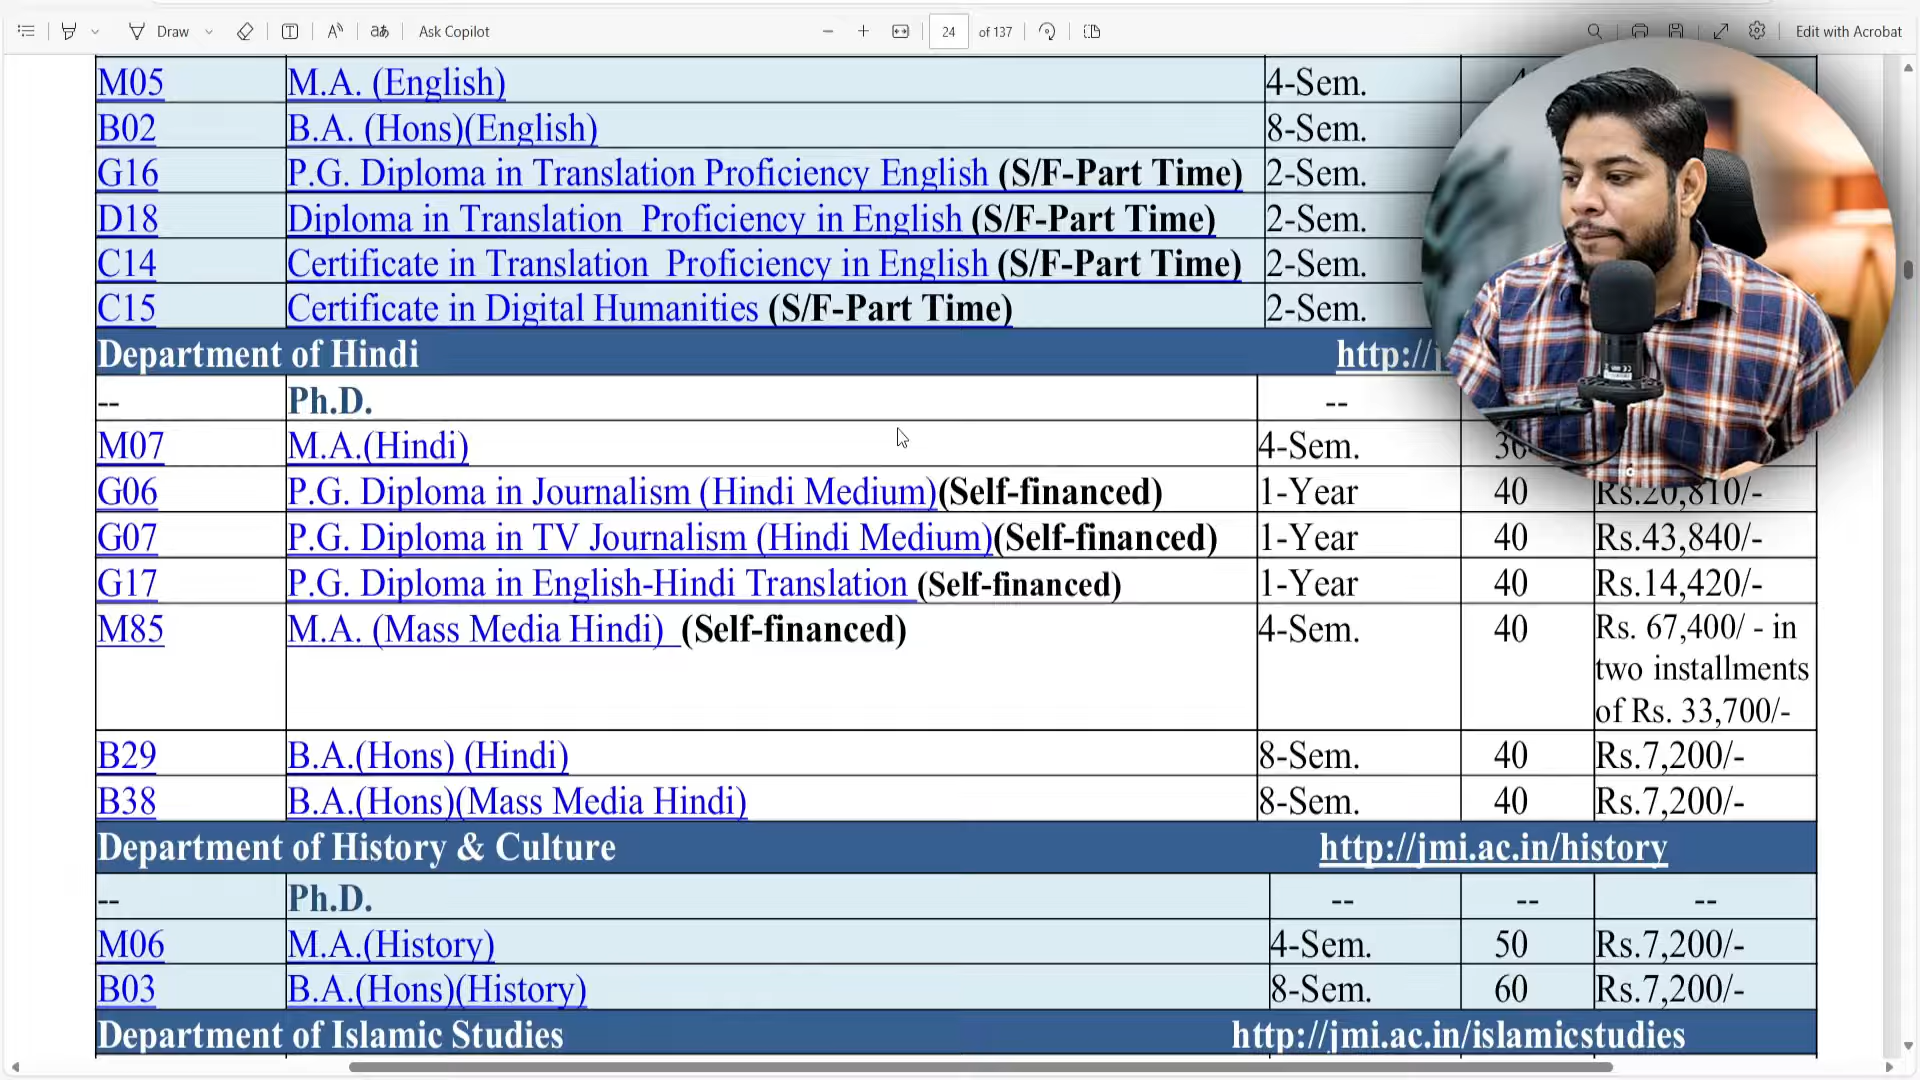 Draw
Ask Copilot
24 of 137
Edit with Acrobat
M05 M.A. (English) 4-Sem.
B02 B.A. (Hons)(English) 8-Sem.
G16 P.G. Diploma in Translation Proficiency English (S/F-Part Time) 2-Sem.
D18 Diploma in Translation Proficiency in English (S/F-Part Time) 2-Sem.
C14 Certificate in Translation Proficiency in English (S/F-Part Time) 2-Sem.
C15 Certificate in Digital Humanities (S/F-Part Time) 2-Sem.
Department of Hindi http://j
-- Ph.D. --
M07 M.A.(Hindi) 4-Sem. 30
G06 P.G. Diploma in Journalism (Hindi Medium)(Self-financed) 1-Year 40 Rs.20,810/-
G07 P.G. Diploma in TV Journalism (Hindi Medium)(Self-financed) 1-Year 40 Rs.43,840/-
G17 P.G. Diploma in English-Hindi Translation (Self-financed) 1-Year 40 Rs.14,420/-
M85 M.A. (Mass Media Hindi) (Self-financed) 4-Sem. 40 Rs. 67,400/ - in
two installments
of Rs. 33,700/-
B29 B.A.(Hons) (Hindi) 8-Sem. 40 Rs.7,200/-
B38 B.A.(Hons)(Mass Media Hindi) 8-Sem. 40 Rs.7,200/-
Department of History & Culture http://jmi.ac.in/history
-- Ph.D. -- -- --
M06 M.A.(History) 4-Sem. 50 Rs.7,200/-
B03 B.A.(Hons)(History) 8-Sem. 60 Rs.7,200/-
Department of Islamic Studies http://jmi.ac.in/islamicstudies